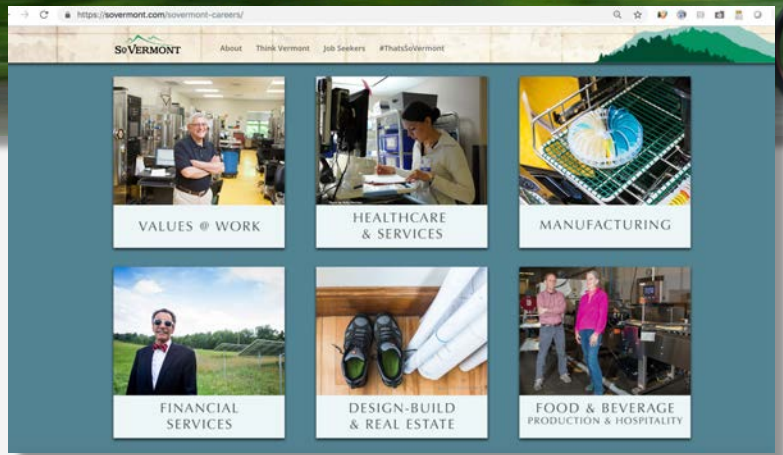 https://sovermont.com/sovermont-careers/
SoVERMONT
About Think Vermont Job Seekers #ThatsSoVermont
VALUES @ WORK
HEALTHCARE
& SERVICES
MANUFACTURING
FINANCIAL
SERVICES
DESIGN-BUILD
& REAL ESTATE
FOOD & BEVERAGE
PRODUCTION & HOSPITALITY